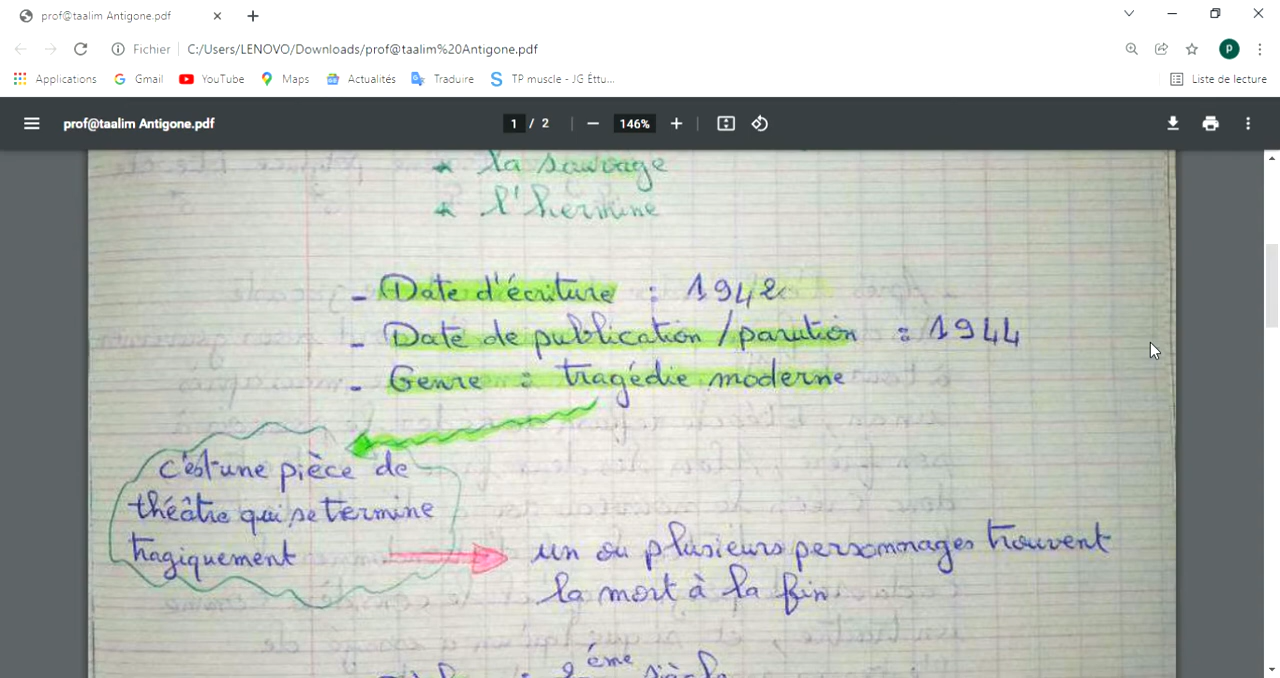 prof@taalim Antigone.pdf
Fichier
C:/Users/LENOVO/Downloads/prof@taalim%20Antigone.pdf
P
Applications
Gmail
YouTube
Maps
Actualités
Traduire
TP muscle - JG Éttu...
Liste de lecture
prof@taalim Antigone.pdf
1 / 2
146%
* la sauvage
* l'hermine
- Date d'écriture : 1942
- Date de publication / parution : 1944
- Genre : tragédie moderne
c'est une pièce de
théâtre qui se termine
tragiquement
un ou plusieurs personnages trouvent
la mort à la fin